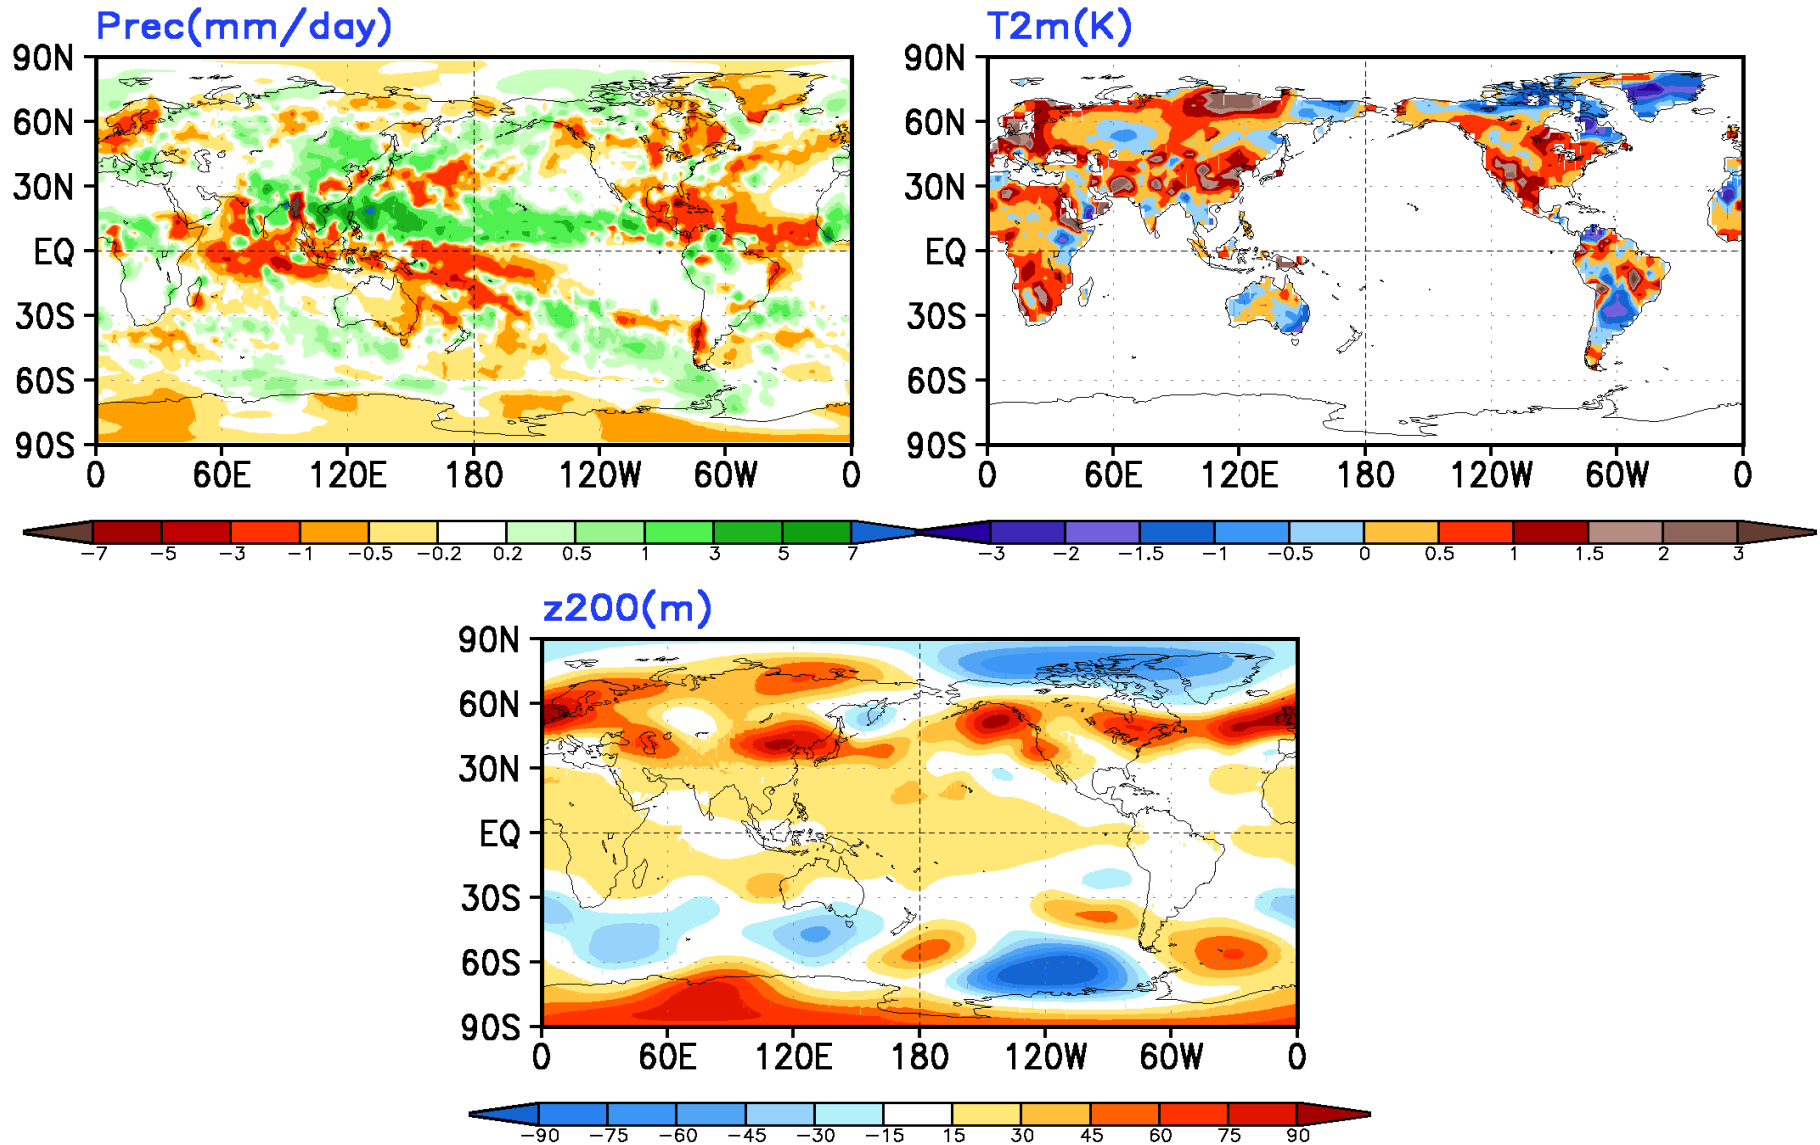 Prec(mm/day)
90N
60N
30N
EQ
30S
60S
90S
0 60E 120E 180 120W 60W 0
-7 -5 -3 -1 -0.5 -0.2 0.2 0.5 1 3 5 7
T2m(K)
90N
60N
30N
EQ
30S
60S
90S
0 60E 120E 180 120W 60W 0
-3 -2 -1.5 -1 -0.5 0 0.5 1 1.5 2 3
z200(m)
90N
60N
30N
EQ
30S
60S
90S
0 60E 120E 180 120W 60W 0
-90 -75 -60 -45 -30 -15 15 30 45 60 75 90